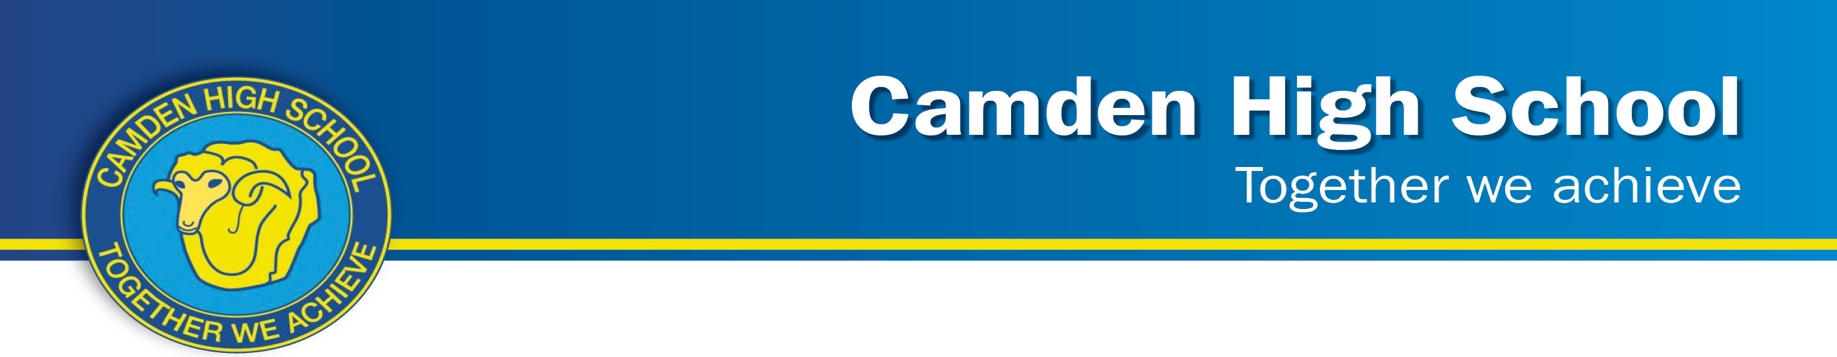 CAMDEN HIGH SCHOOL
TOGETHER WE ACHIEVE
Camden High School
Together we achieve